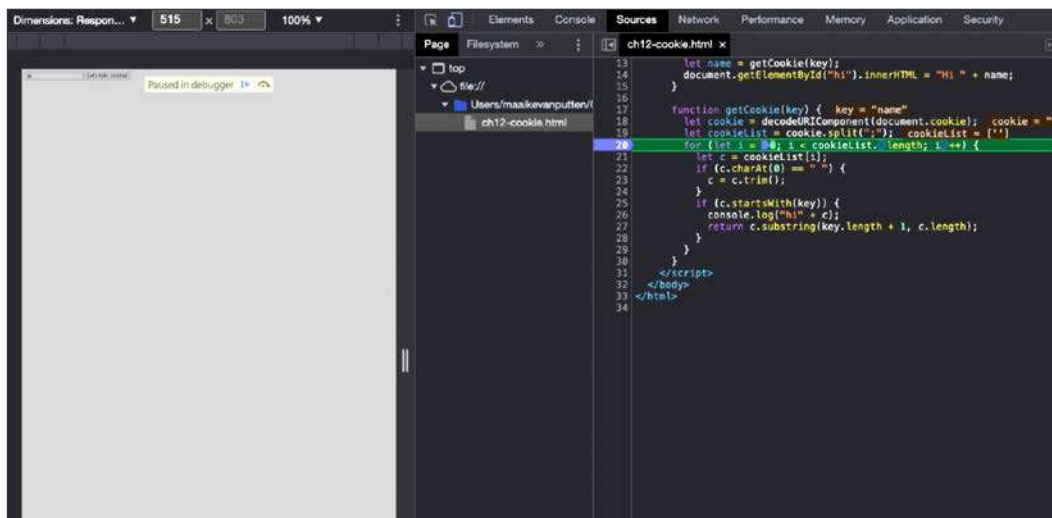 Dimensions: Respon... ▼ 515 × 803 100% ▼
Elements Console Sources Network Performance Memory Application Security
Page Filesystem »
ch12-cookie.html ×
top
file://
Users/maaikevanputten/(
ch12-cookie.html
Paused in debugger
13 let name = getCookie(key);
14 document.getElementById("hi").innerHTML = "Hi " + name;
15 }
16
17 function getCookie(key) { key = "name"
18 let cookie = decodeURIComponent(document.cookie); cookie = "
19 let cookieList = cookie.split(";"); cookieList = ['']
20 for (let i = 0; i < cookieList.length; i++) {
21 let c = cookieList[i];
22 if (c.charAt(0) == " ") {
23 c = c.trim();
24 }
25 if (c.startsWith(key)) {
26 console.log("hi" + c);
27 return c.substring(key.length + 1, c.length);
28 }
29 }
30 }
31 </script>
32 </body>
33 </html>
34